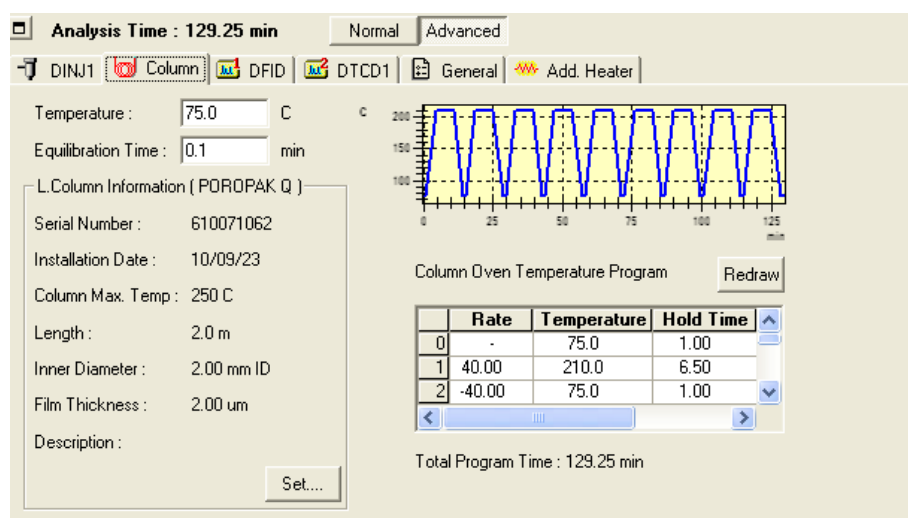 Analysis Time : 129.25 min Normal Advanced
DINJ1 Column 1 DFID 2 DTCD1 General Add. Heater
Temperature : 75.0 C
Equilibration Time : 0.1 min
L.Column Information ( POROPAK Q )
Serial Number : 610071062
Installation Date : 10/09/23
Column Max. Temp : 250 C
Length : 2.0 m
Inner Diameter : 2.00 mm ID
Film Thickness : 2.00 um
Description :
Set....
C
200
150
100
0 25 50 75 100 125
min
Column Oven Temperature Program Redraw
Rate Temperature Hold Time
0 - 75.0 1.00
1 40.00 210.0 6.50
2 -40.00 75.0 1.00
Total Program Time : 129.25 min